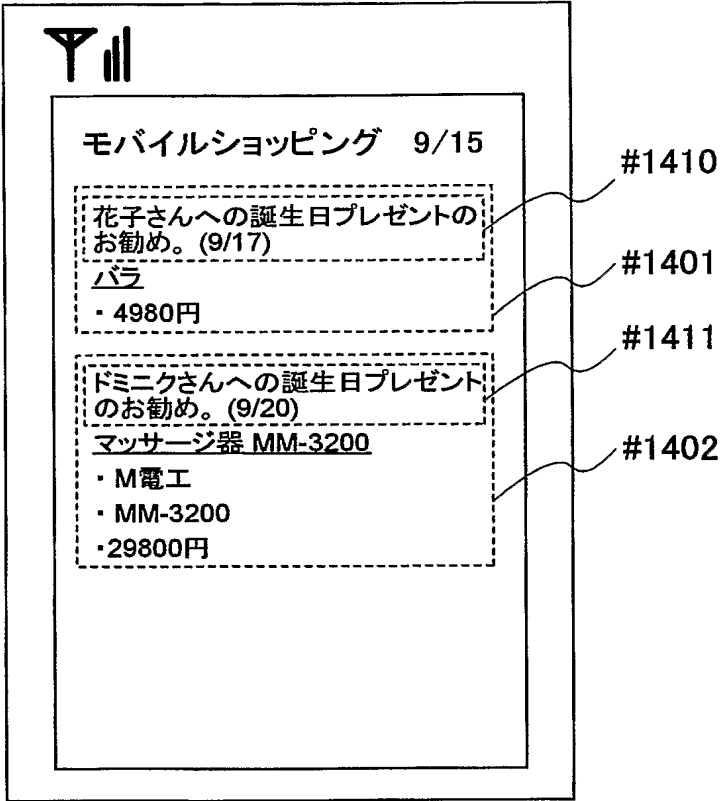 モバイルショッピング 9/15
#1410
花子さんへの誕生日プレゼントの
お勧め。(9/17)
#1401
バラ
・4980円
#1411
ドミニクさんへの誕生日プレゼント
のお勧め。(9/20)
#1402
マッサージ器 MM-3200
・M電工
・MM-3200
・29800円